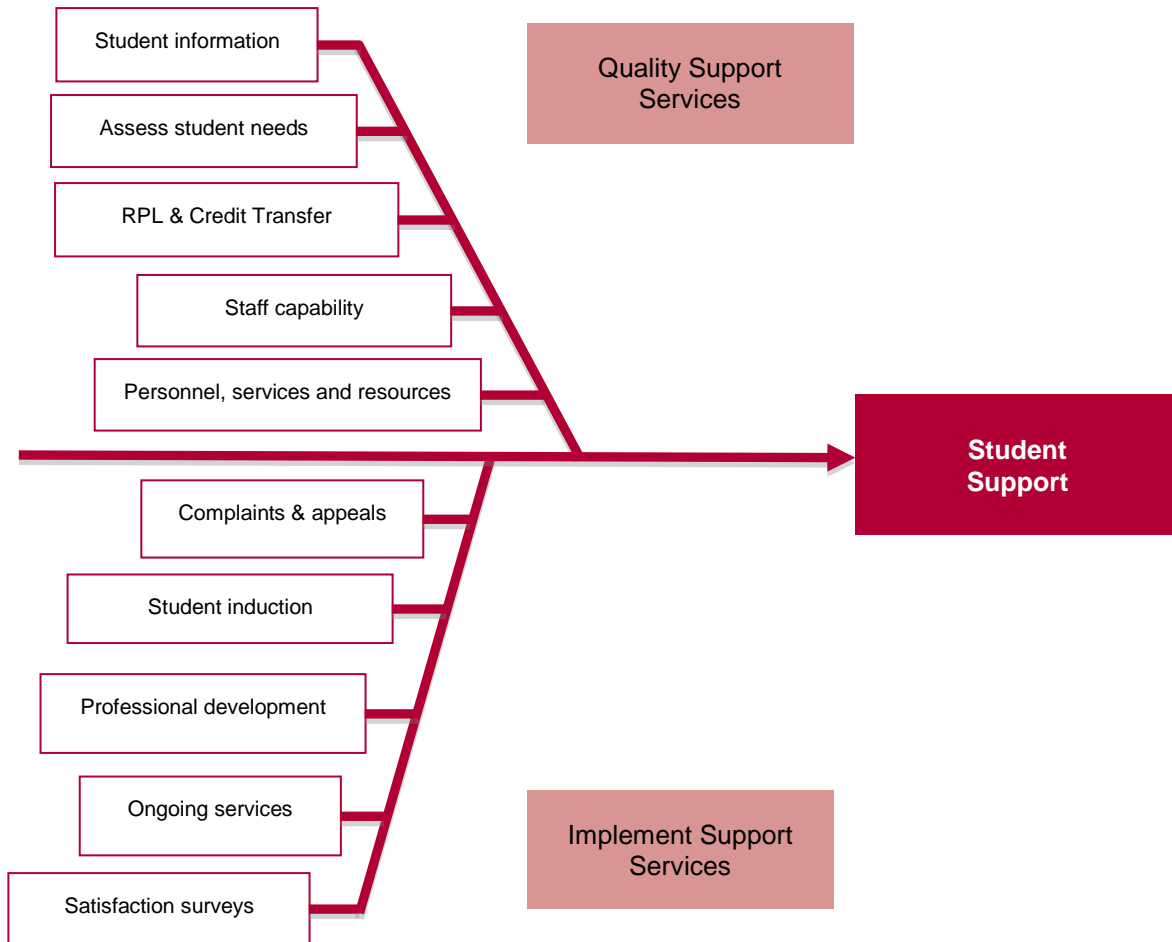 Student information
Quality Support
Services
Assess student needs
RPL & Credit Transfer
Staff capability
Personnel, services and resources
Student
Support
Complaints & appeals
Student induction
Professional development
Ongoing services
Implement Support
Services
Satisfaction surveys